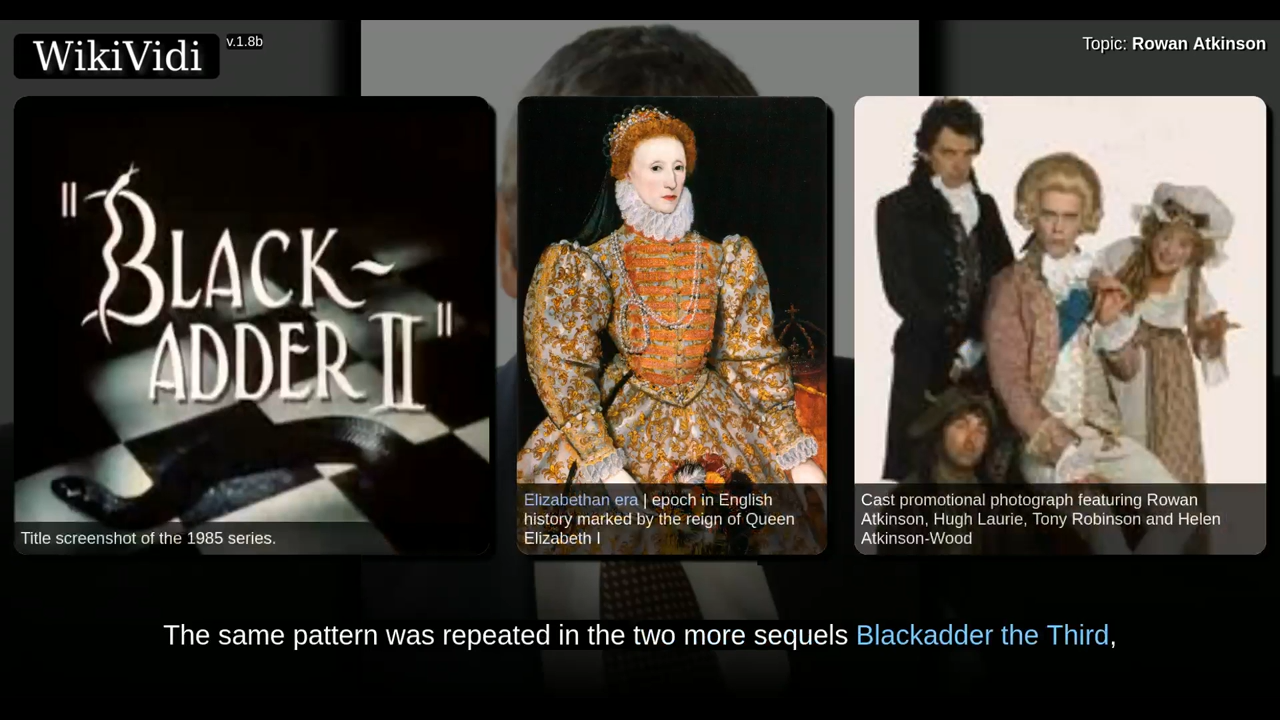 WikiVidi
v.1.8b
Topic: Rowan Atkinson
"BLACK~
ADDER II"
Title screenshot of the 1985 series.
Elizabethan era | epoch in English
history marked by the reign of Queen
Elizabeth I
Cast promotional photograph featuring Rowan
Atkinson, Hugh Laurie, Tony Robinson and Helen
Atkinson-Wood
The same pattern was repeated in the two more sequels Blackadder the Third,